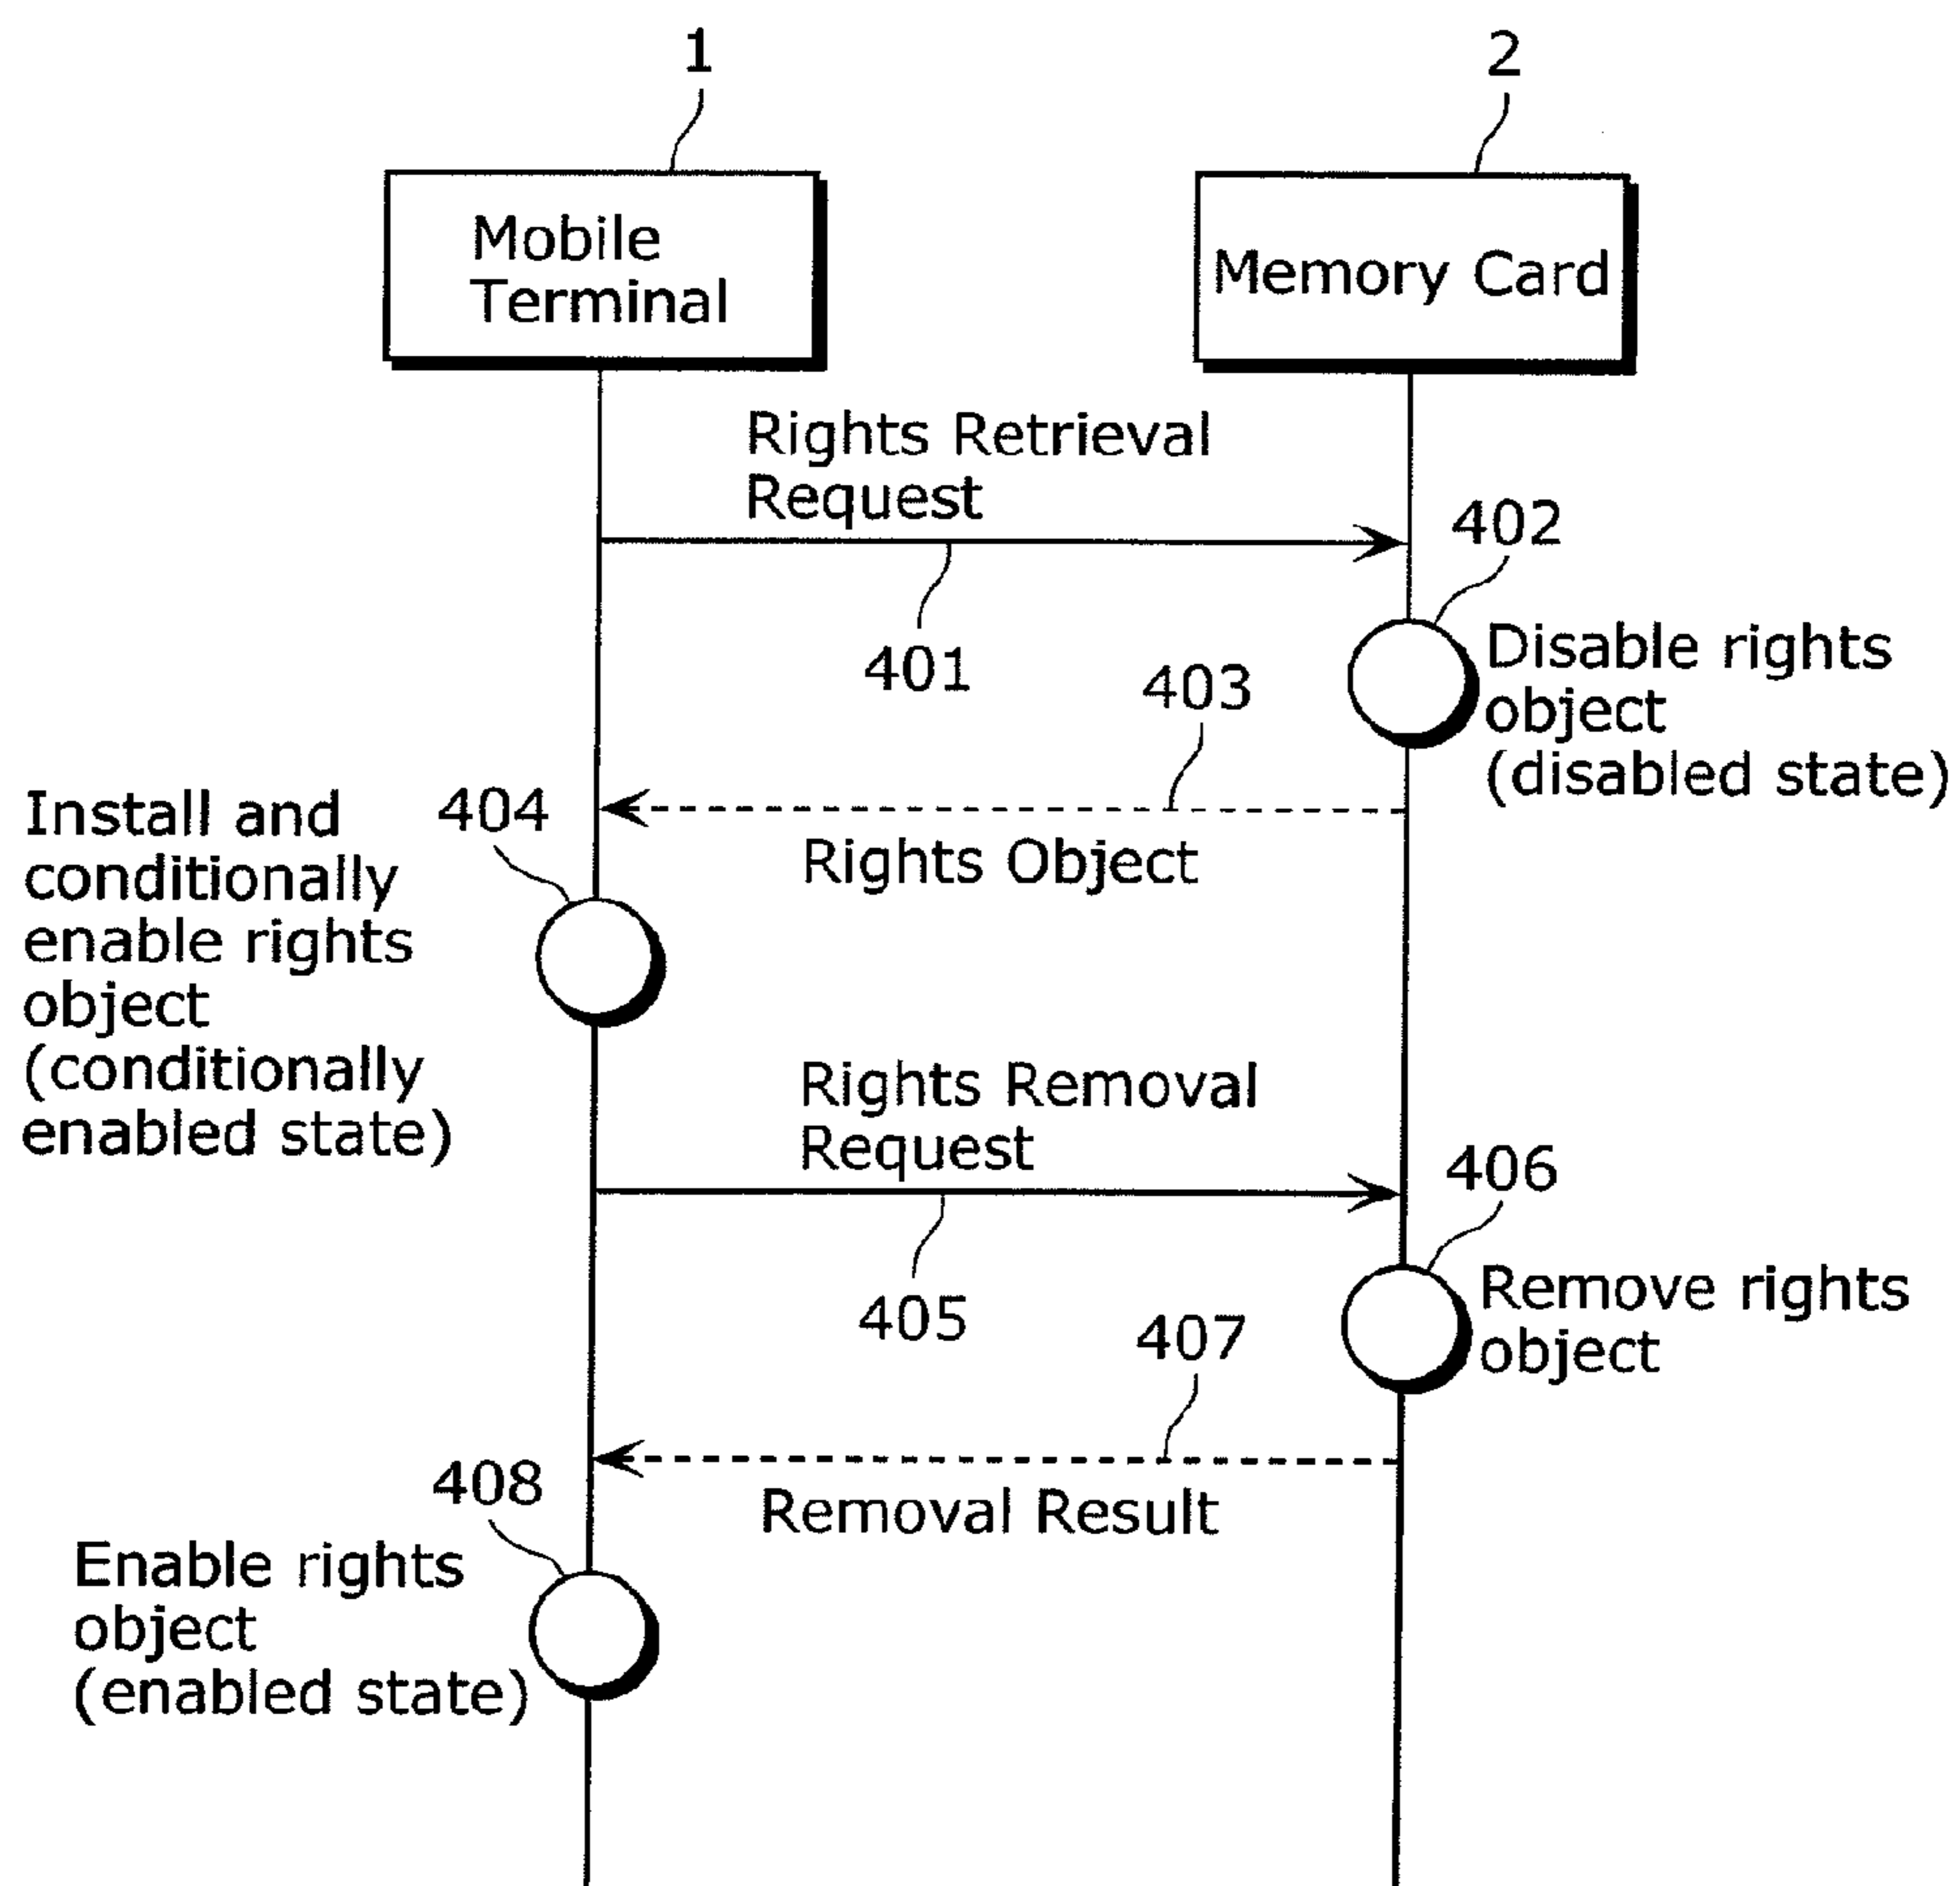 1
2
Mobile
Terminal
Memory Card
Rights Retrieval
Request
402
401
Disable rights
object
(disabled state)
403
Rights Object
404
Install and
conditionally
enable rights
object
(conditionally
enabled state)
Rights Removal
Request
406
405
Remove rights
object
407
Removal Result
408
Enable rights
object
(enabled state)